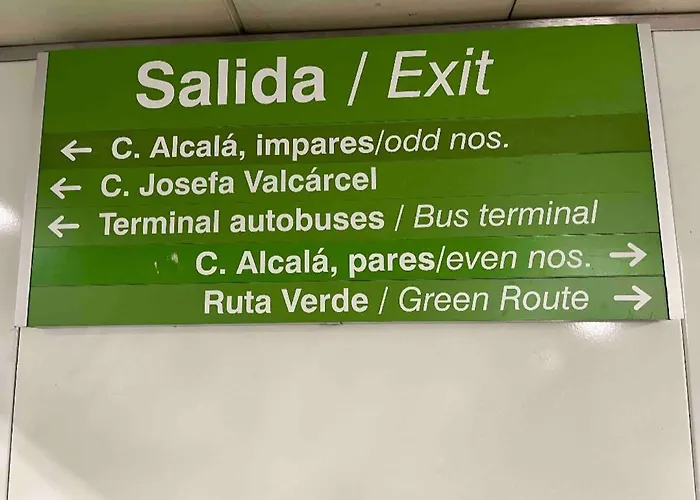 Salida / Exit
← C. Alcalá, impares/odd nos.
← C. Josefa Valcárcel
← Terminal autobuses / Bus terminal
C. Alcalá, pares/even nos. →
Ruta Verde / Green Route →